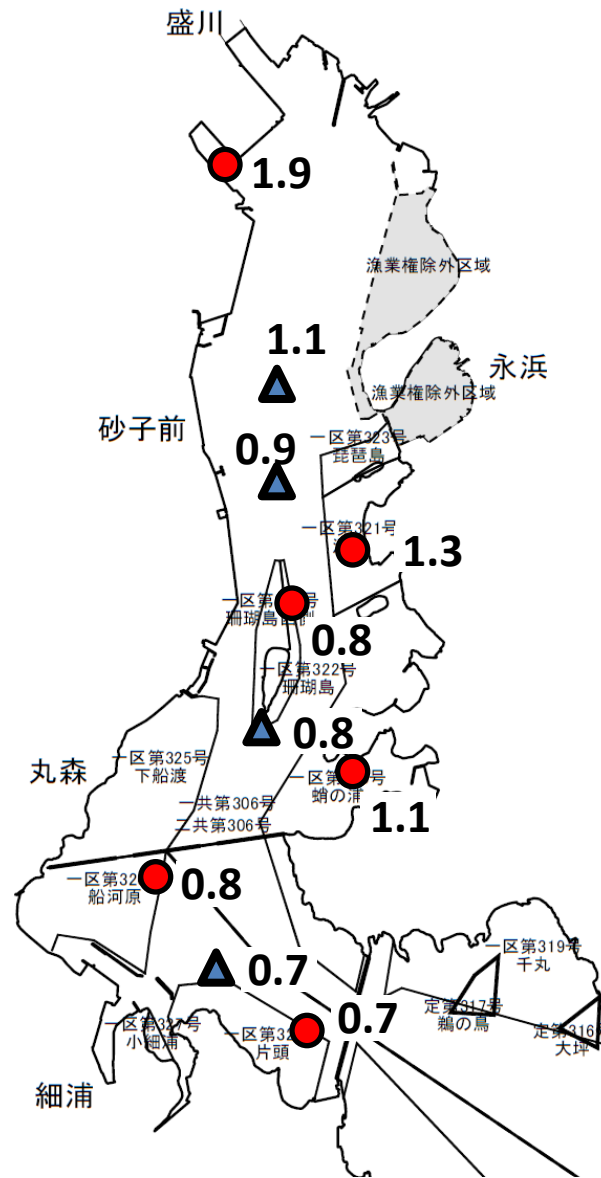 盛川
1.9
漁業権除外区域
1.1
永浜
漁業権除外区域
砂子前
0.9
一区第323号
琵琶島
一区第321号
1.3
一区第
号
珊瑚島
0.8
一区第322号
珊瑚島
0.8
一区第325号
下船渡
丸森
一区第
号
蛸の浦
1.1
一共第306号
二共第306号
一区第32
船河原
0.8
0.7
一区第319号
千丸
定第317号
鵜の鳥
定第316
大坪
0.7
一区第32
片頭
一区第327号
小細浦
細浦